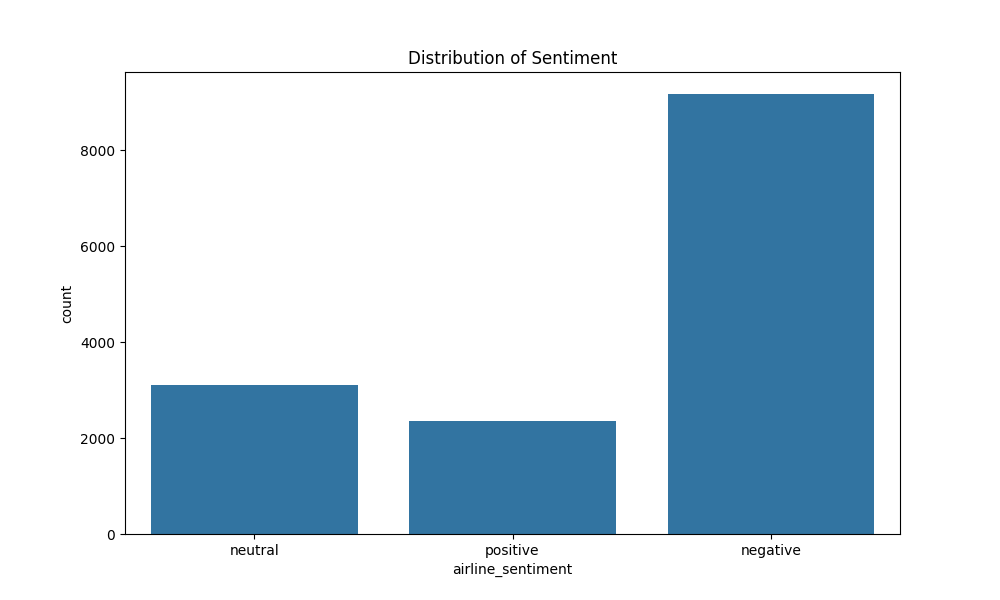 Distribution of Sentiment
count
8000
6000
4000
2000
0
neutral positive negative
airline_sentiment